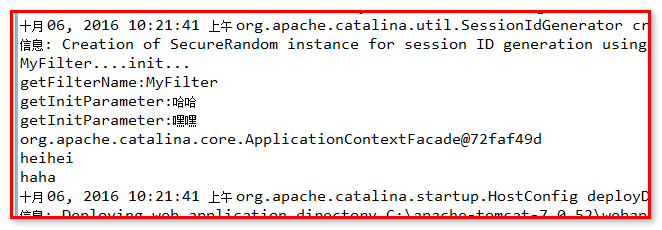 十月 06, 2016 10:21:41 上午 org.apache.catalina.util.SessionIdGenerator
信息: Creation of SecureRandom instance for session ID generation using
MyFilter....init...
getFilterName:MyFilter
getInitParameter:哈哈
getInitParameter:嘿嘿
org.apache.catalina.core.ApplicationContextFacade@72faf49d
heihei
haha
十月 06, 2016 10:21:41 上午 org.apache.catalina.startup.HostConfig
信息: Deploying web application directory C:\apache-tomcat-7.0.52\